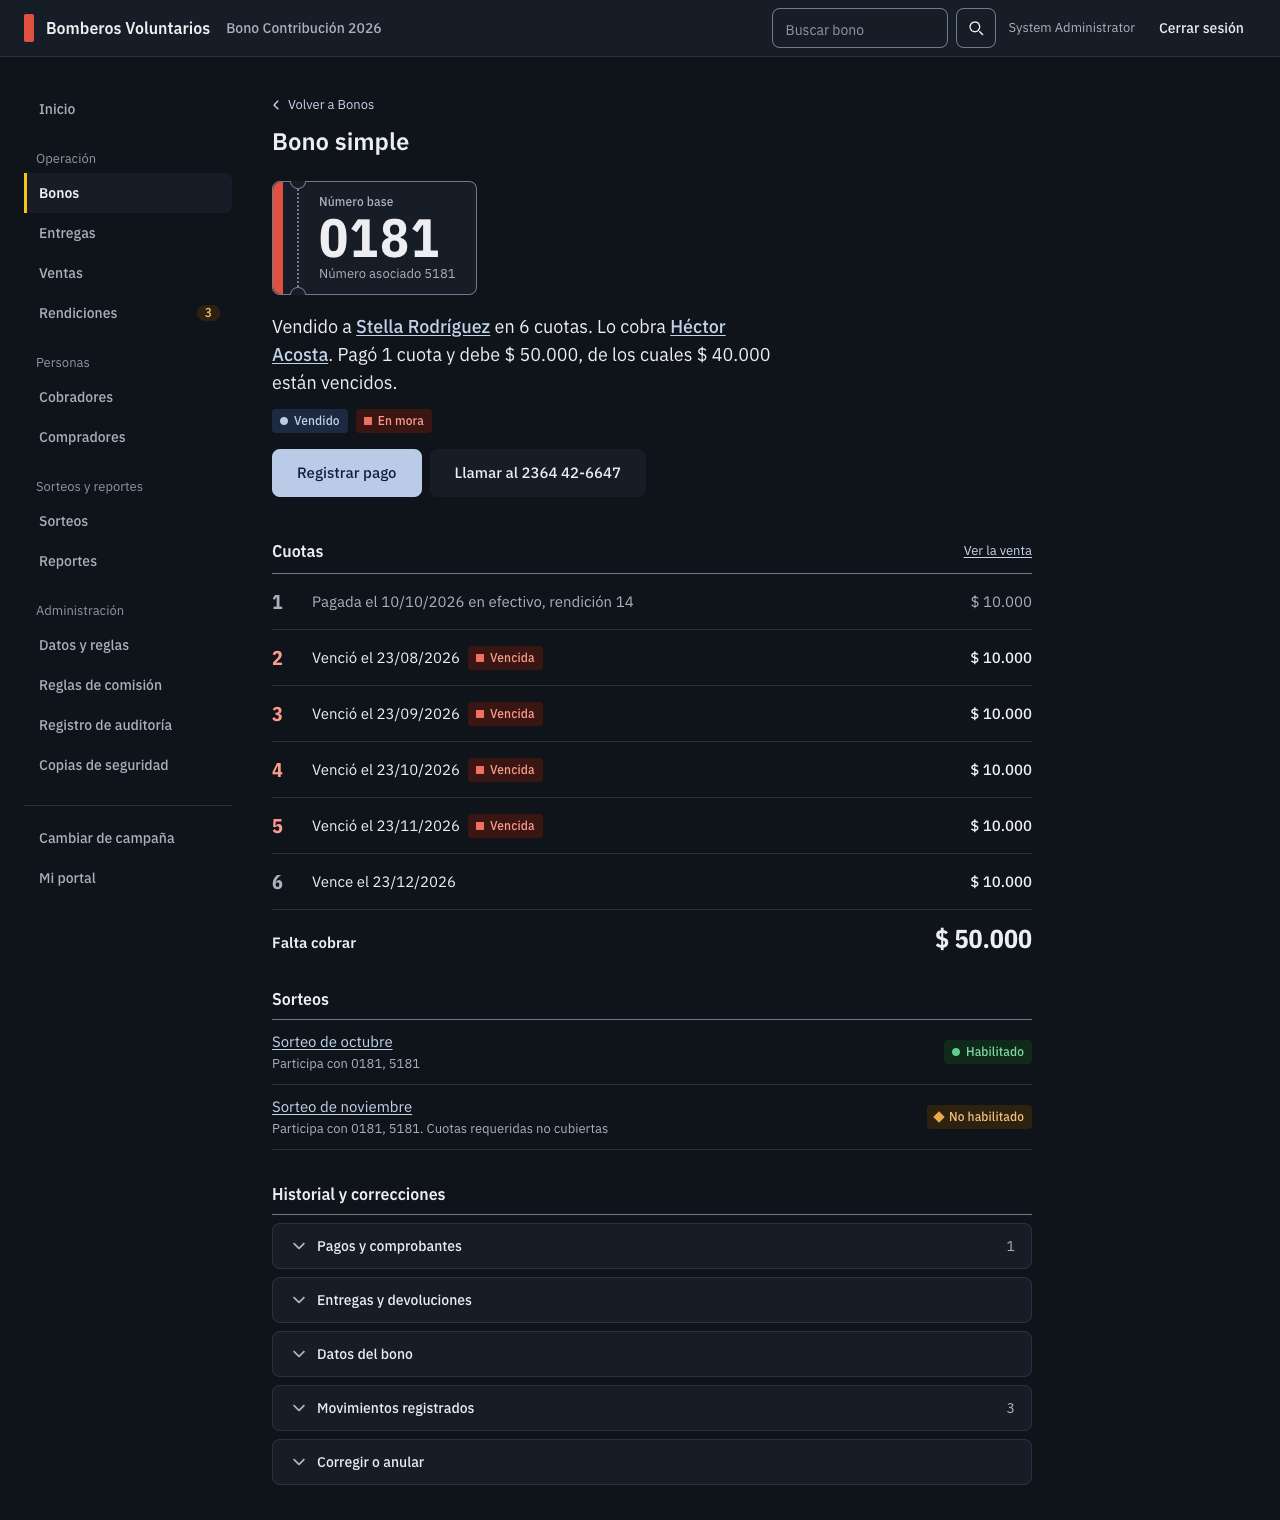 Bomberos Voluntarios
Bono Contribución 2026
Buscar bono
System Administrator
Cerrar sesión
Inicio
Operación
Bonos
Entregas
Ventas
Rendiciones 3
Personas
Cobradores
Compradores
Sorteos y reportes
Sorteos
Reportes
Administración
Datos y reglas
Reglas de comisión
Registro de auditoría
Copias de seguridad
Cambiar de campaña
Mi portal
Volver a Bonos
Bono simple
Número base
0181
Número asociado 5181
Vendido a Stella Rodríguez en 6 cuotas. Lo cobra Héctor
Acosta. Pagó 1 cuota y debe $ 50.000, de los cuales $ 40.000
están vencidos.
Vendido
En mora
Registrar pago
Llamar al 2364 42-6647
Cuotas
Ver la venta
1 Pagada el 10/10/2026 en efectivo, rendición 14 $ 10.000
2 Venció el 23/08/2026 Vencida $ 10.000
3 Venció el 23/09/2026 Vencida $ 10.000
4 Venció el 23/10/2026 Vencida $ 10.000
5 Venció el 23/11/2026 Vencida $ 10.000
6 Vence el 23/12/2026 $ 10.000
Falta cobrar $ 50.000
Sorteos
Sorteo de octubre
Participa con 0181, 5181
Habilitado
Sorteo de noviembre
Participa con 0181, 5181. Cuotas requeridas no cubiertas
No habilitado
Historial y correcciones
Pagos y comprobantes 1
Entregas y devoluciones
Datos del bono
Movimientos registrados 3
Corregir o anular